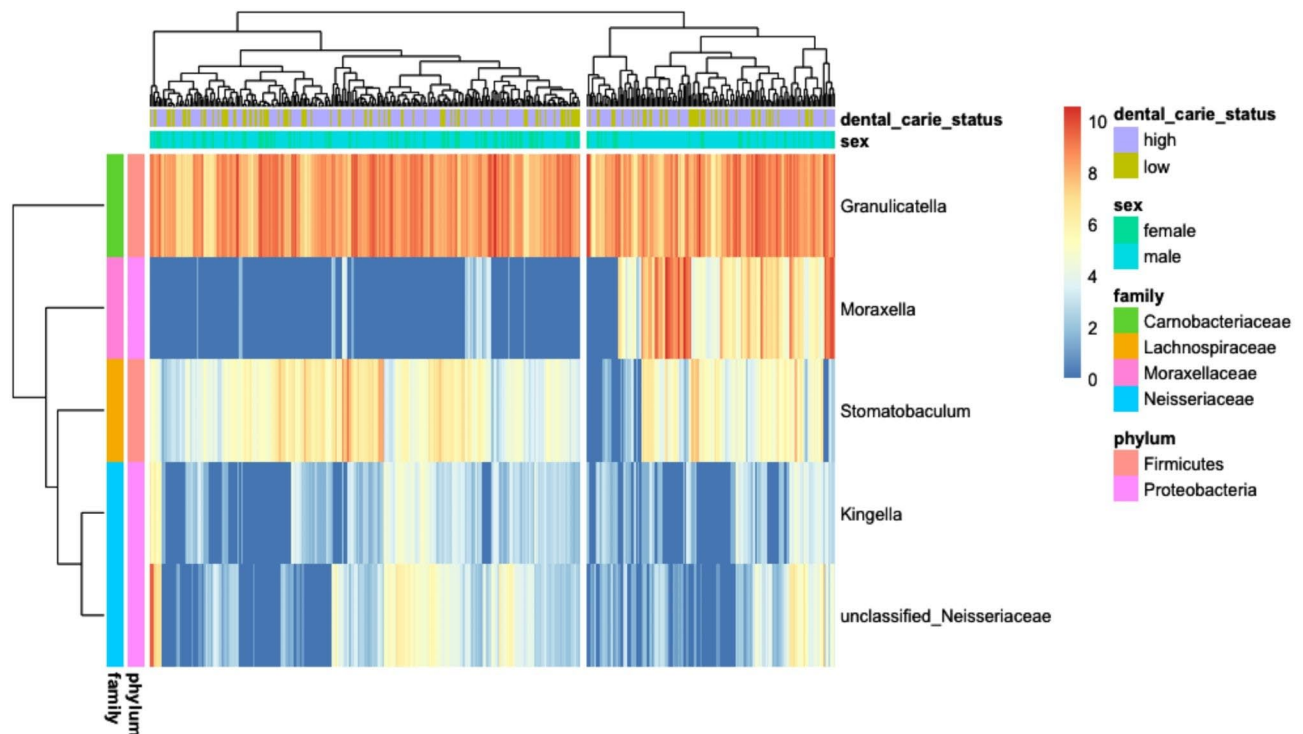 dental_carie_status
sex
Granulicatella
Moraxella
Stomatobaculum
Kingella
unclassified_Neisseriaceae
family
phylum
10
8
6
4
2
0
dental_carie_status
high
low
sex
female
male
family
Carnobacteriaceae
Lachnospiraceae
Moraxellaceae
Neisseriaceae
phylum
Firmicutes
Proteobacteria